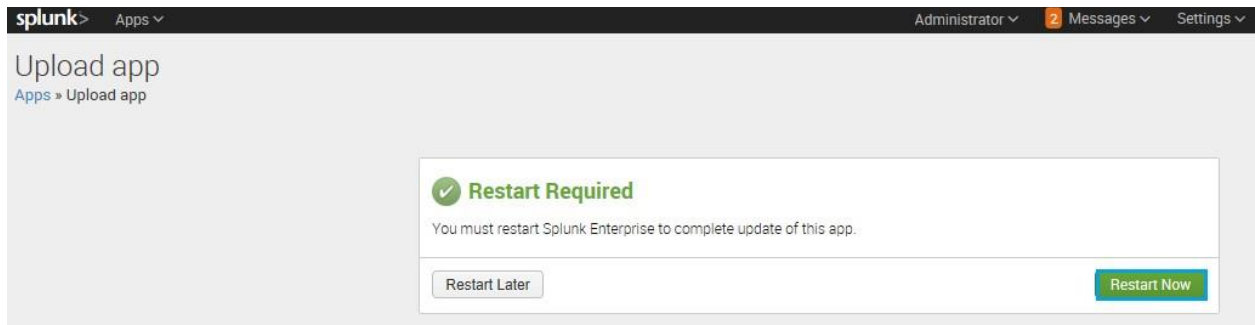 splunk> Apps Administrator 2 Messages Settings
Upload app
Apps » Upload app
Restart Required
You must restart Splunk Enterprise to complete update of this app.
Restart Later Restart Now